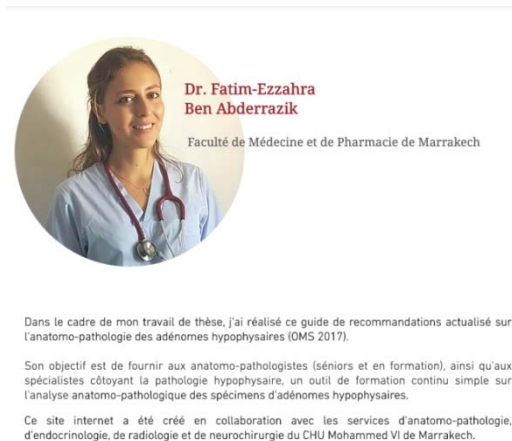 Dr. Fatim-Ezzahra
Ben Abderrazik
Faculté de Médecine et de Pharmacie de Marrakech
Dans le cadre de mon travail de thèse, j'ai réalisé ce guide de recommandations actualisé sur
l'anatomo-pathologie des adénomes hypophysaires (OMS 2017).
Son objectif est de fournir aux anatomo-pathologistes (séniors et en formation), ainsi qu'aux
spécialistes côtoyant la pathologie hypophysaire, un outil de formation continu simple sur
l'analyse anatomo-pathologique des spécimens d'adénomes hypophysaires.
Ce site internet a été créé en collaboration avec les services d'anatomo-pathologie,
d'endocrinologie, de radiologie et de neurochirurgie du CHU Mohammed VI de Marrakech.